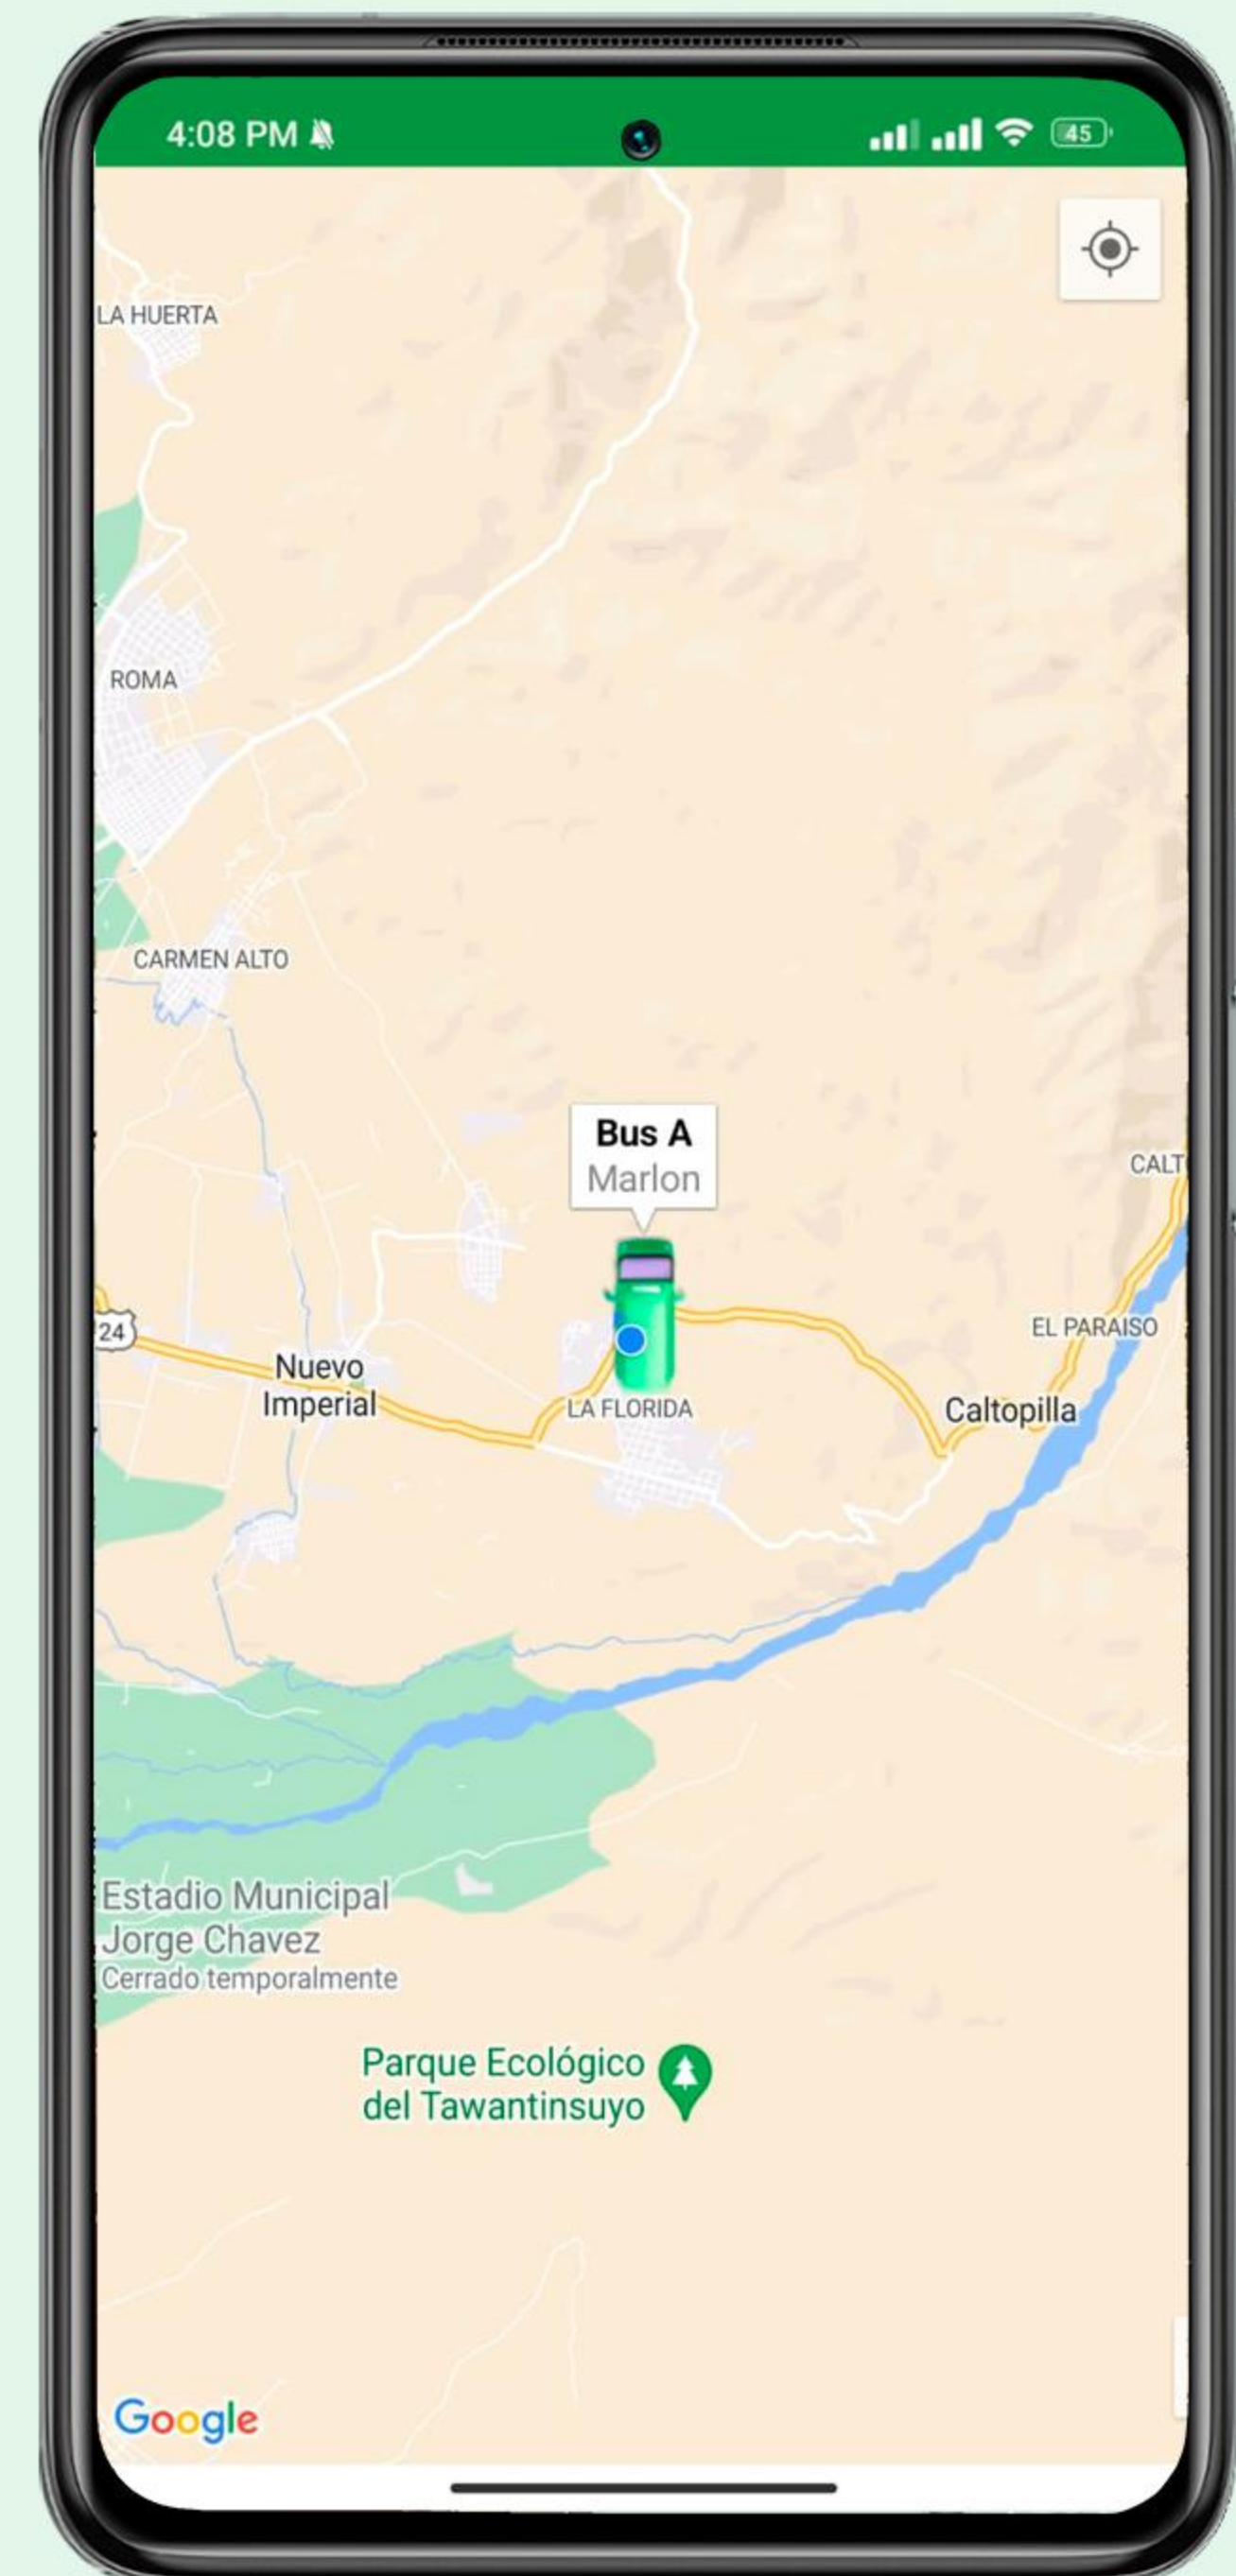 4:08 PM
45
LA HUERTA
ROMA
CARMEN ALTO
Bus A
Marlon
CALT
24
EL PARAISO
Nuevo
Imperial
LA FLORIDA
Caltopilla
Estadio Municipal
Jorge Chavez
Cerrado temporalmente
Parque Ecológico
del Tawantinsuyo
Google